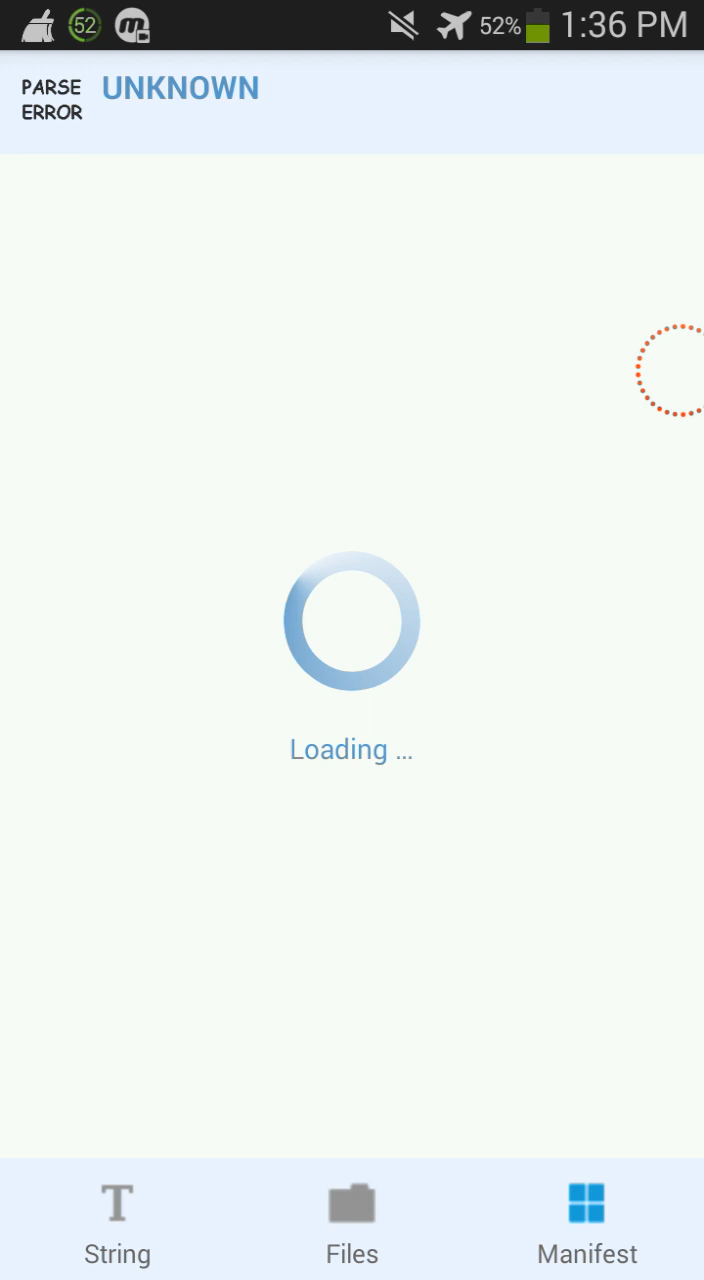 52
m
52%
1:36 PM
PARSE
ERROR
UNKNOWN
Loading ...
String
Files
Manifest